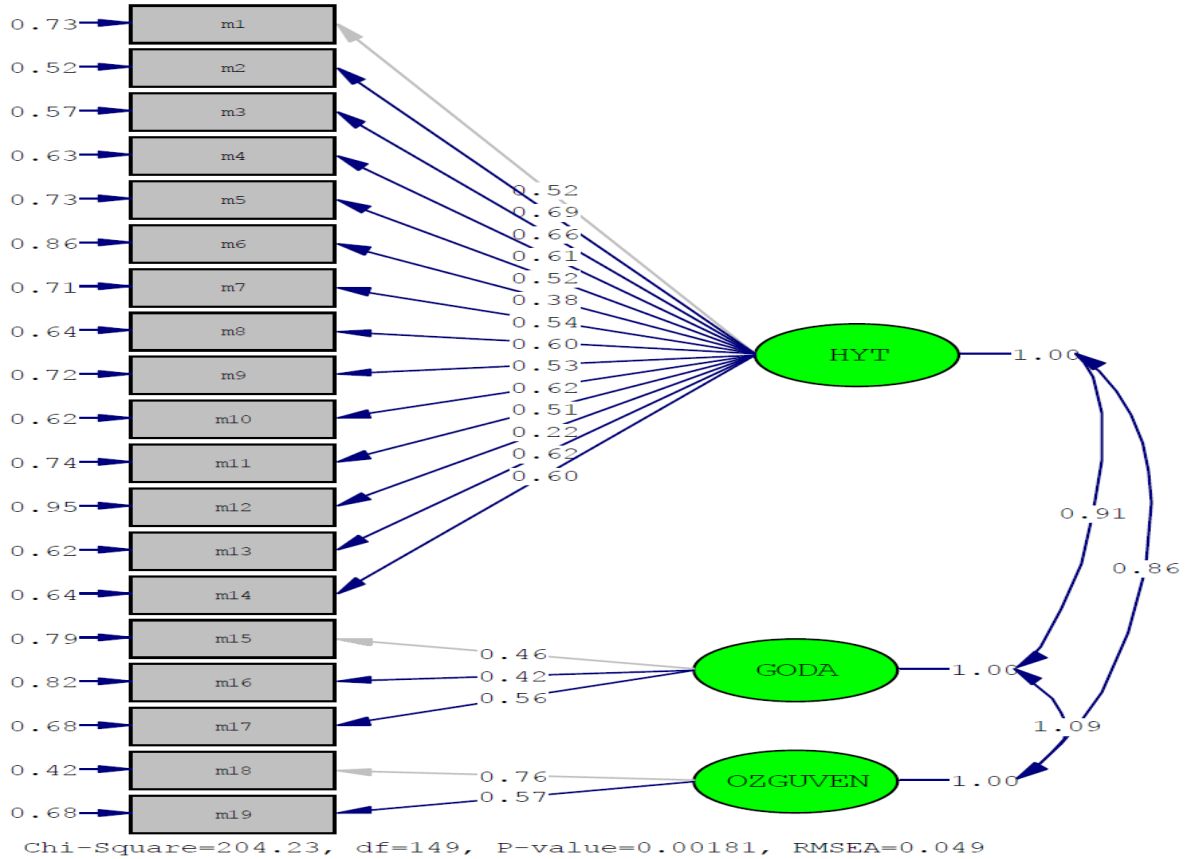 0.73 m1
0.52 m2
0.57 m3
0.63 m4
0.73 m5
0.52
0.69
0.86 m6
0.66
0.61
0.52
0.71 m7
0.38
0.54
0.64 m8
0.60
HYT 1.00
0.72 m9
0.53
0.62
0.62 m10
0.51
0.22
0.74 m11
0.62
0.60
0.95 m12
0.91
0.62 m13
0.86
0.64 m14
0.79 m15
0.46
GODA 1.00
0.82 m16
0.42
0.56
0.68 m17
1.09
0.42 m18
0.76
OZGUVEN 1.00
0.57
0.68 m19
Chi-Square=204.23, df=149, P-value=0.00181, RMSEA=0.049